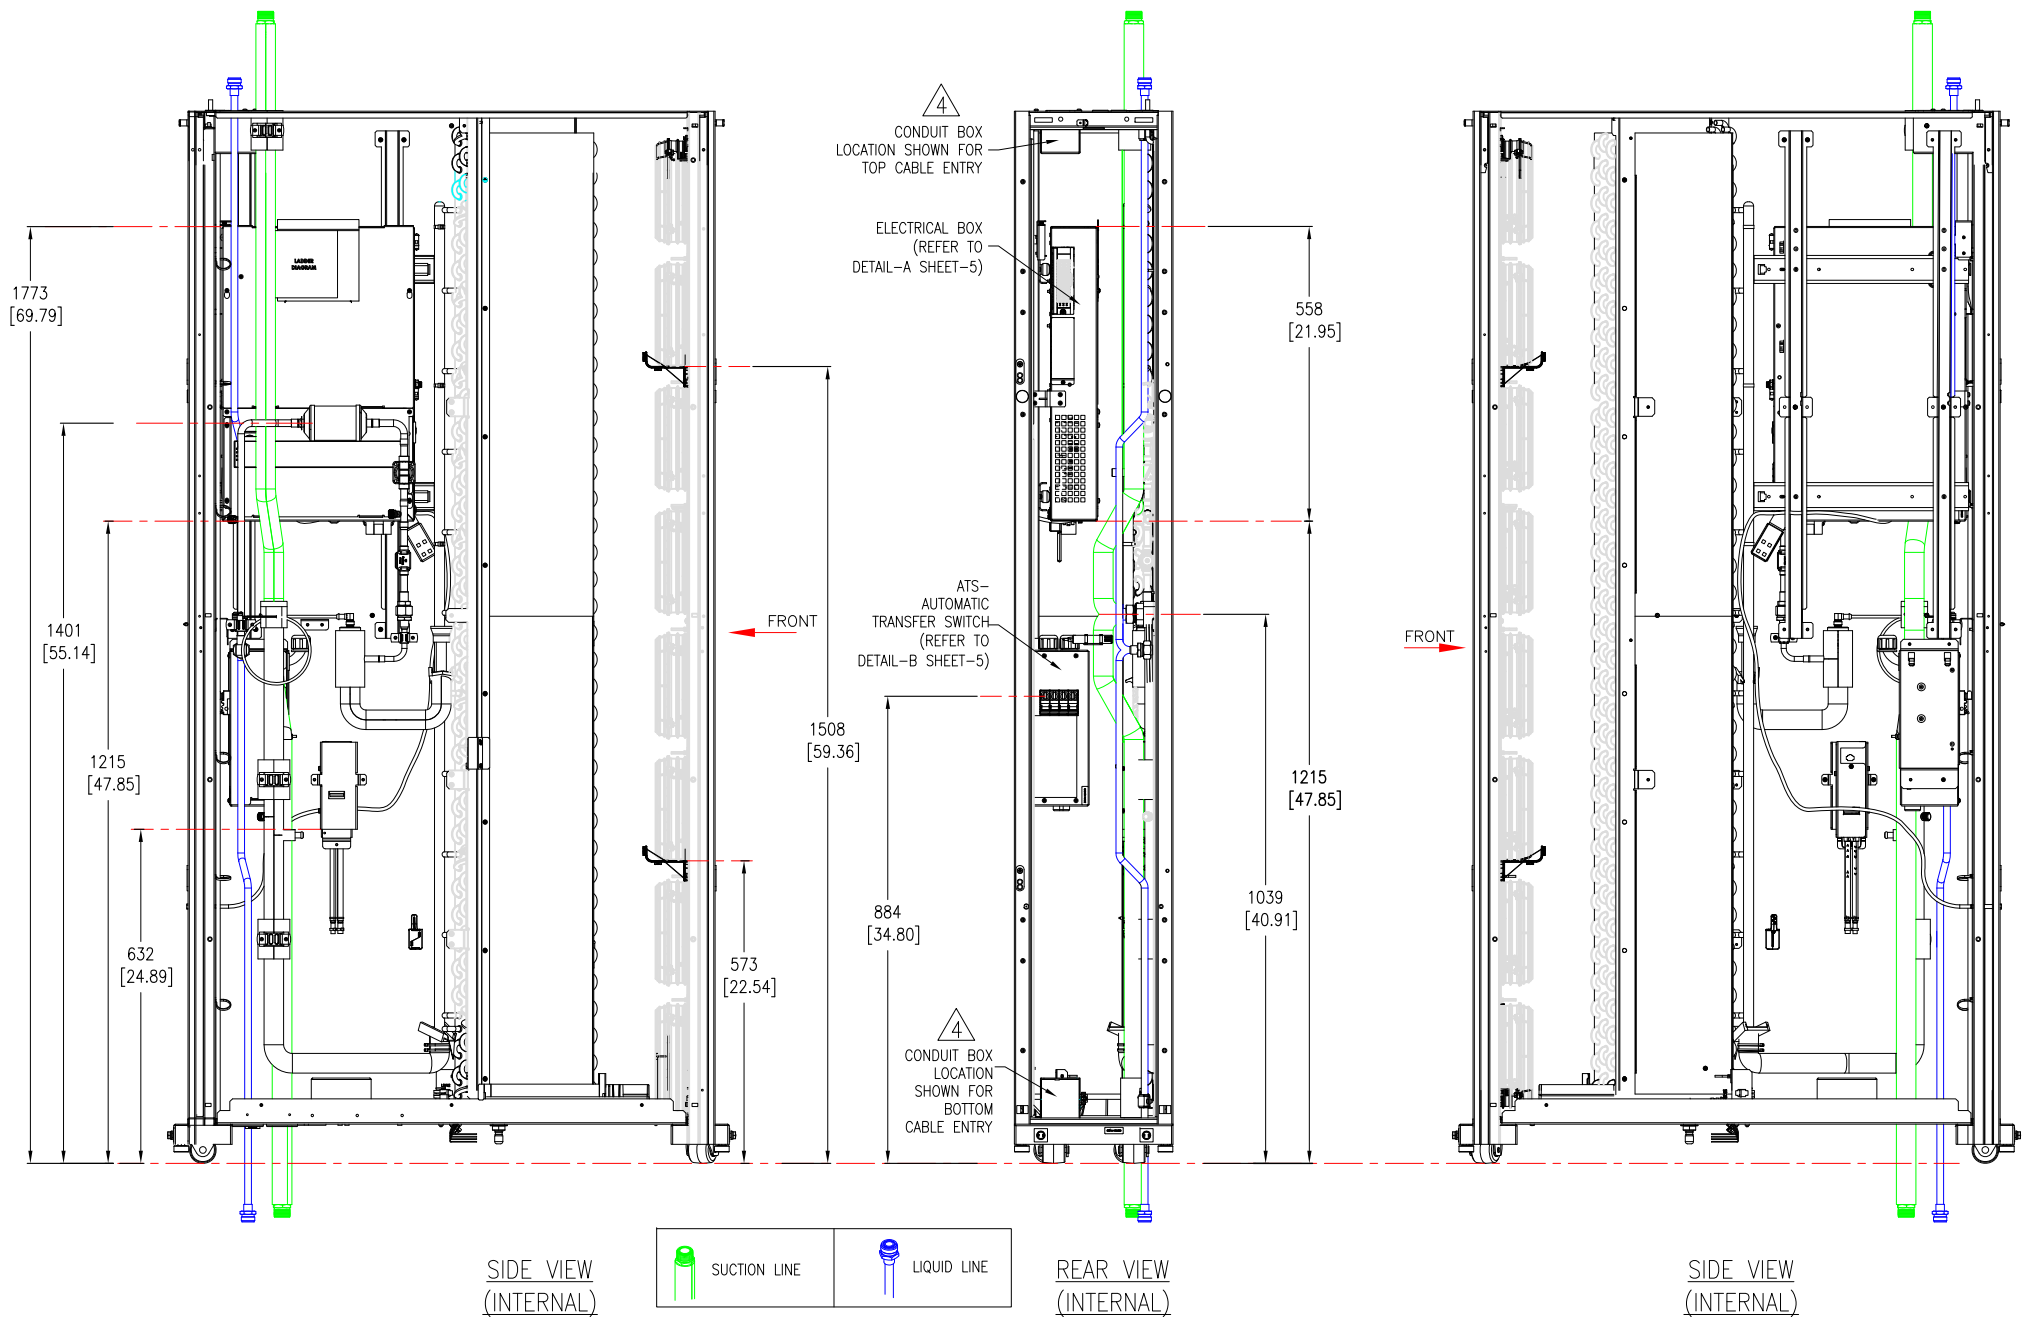 4
CONDUIT BOX
LOCATION SHOWN FOR
TOP CABLE ENTRY
ELECTRICAL BOX
(REFER TO
DETAIL-A SHEET-5)
LADDER
DIAGRAM
1773
[69.79]
558
[21.95]
ATS-
AUTOMATIC
TRANSFER SWITCH
(REFER TO
DETAIL-B SHEET-5)
1401
[55.14]
FRONT
FRONT
1508
[59.36]
1215
[47.85]
1215
[47.85]
884
[34.80]
1039
[40.91]
632
[24.89]
573
[22.54]
4
CONDUIT BOX
LOCATION
SHOWN FOR
BOTTOM
CABLE ENTRY
SUCTION LINE
LIQUID LINE
SIDE VIEW
(INTERNAL)
REAR VIEW
(INTERNAL)
SIDE VIEW
(INTERNAL)